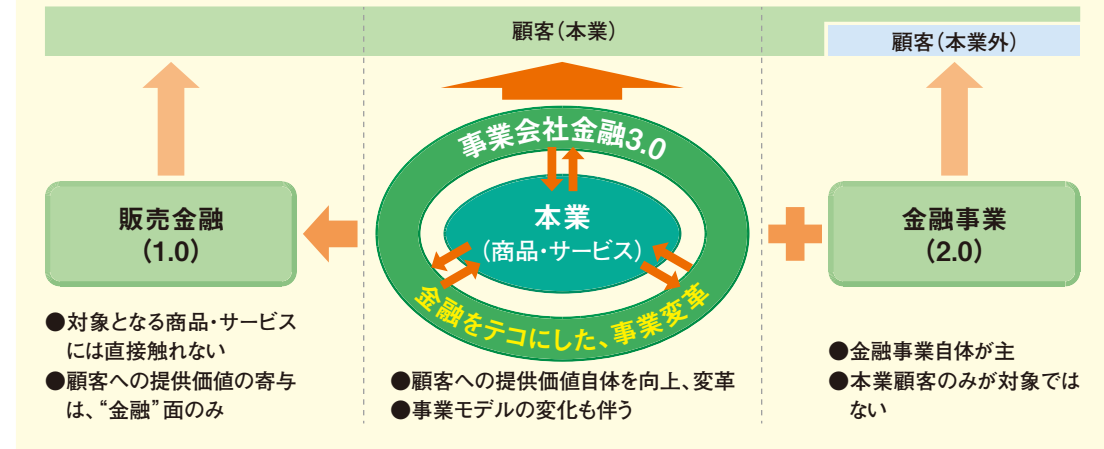 顧客(本業)
顧客(本業外)
販売金融
(1.0)
事業会社金融3.0
本業
(商品・サービス)
金融をテコにした、事業変革
金融事業
(2.0)
●対象となる商品・サービス
には直接触れない
●顧客への提供価値の寄与
は、“金融”面のみ
●顧客への提供価値自体を向上、変革
●事業モデルの変化も伴う
●金融事業自体が主
●本業顧客のみが対象では
ない